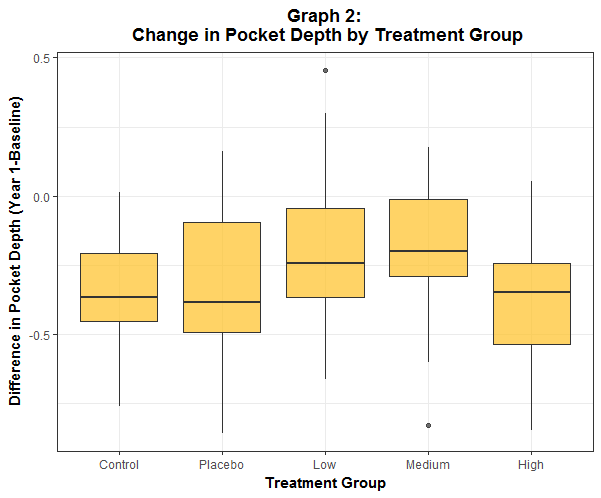 Graph 2:
Change in Pocket Depth by Treatment Group
Difference in Pocket Depth (Year 1-Baseline)
0.5
0.0
-0.5
Control Placebo Low Medium High
Treatment Group